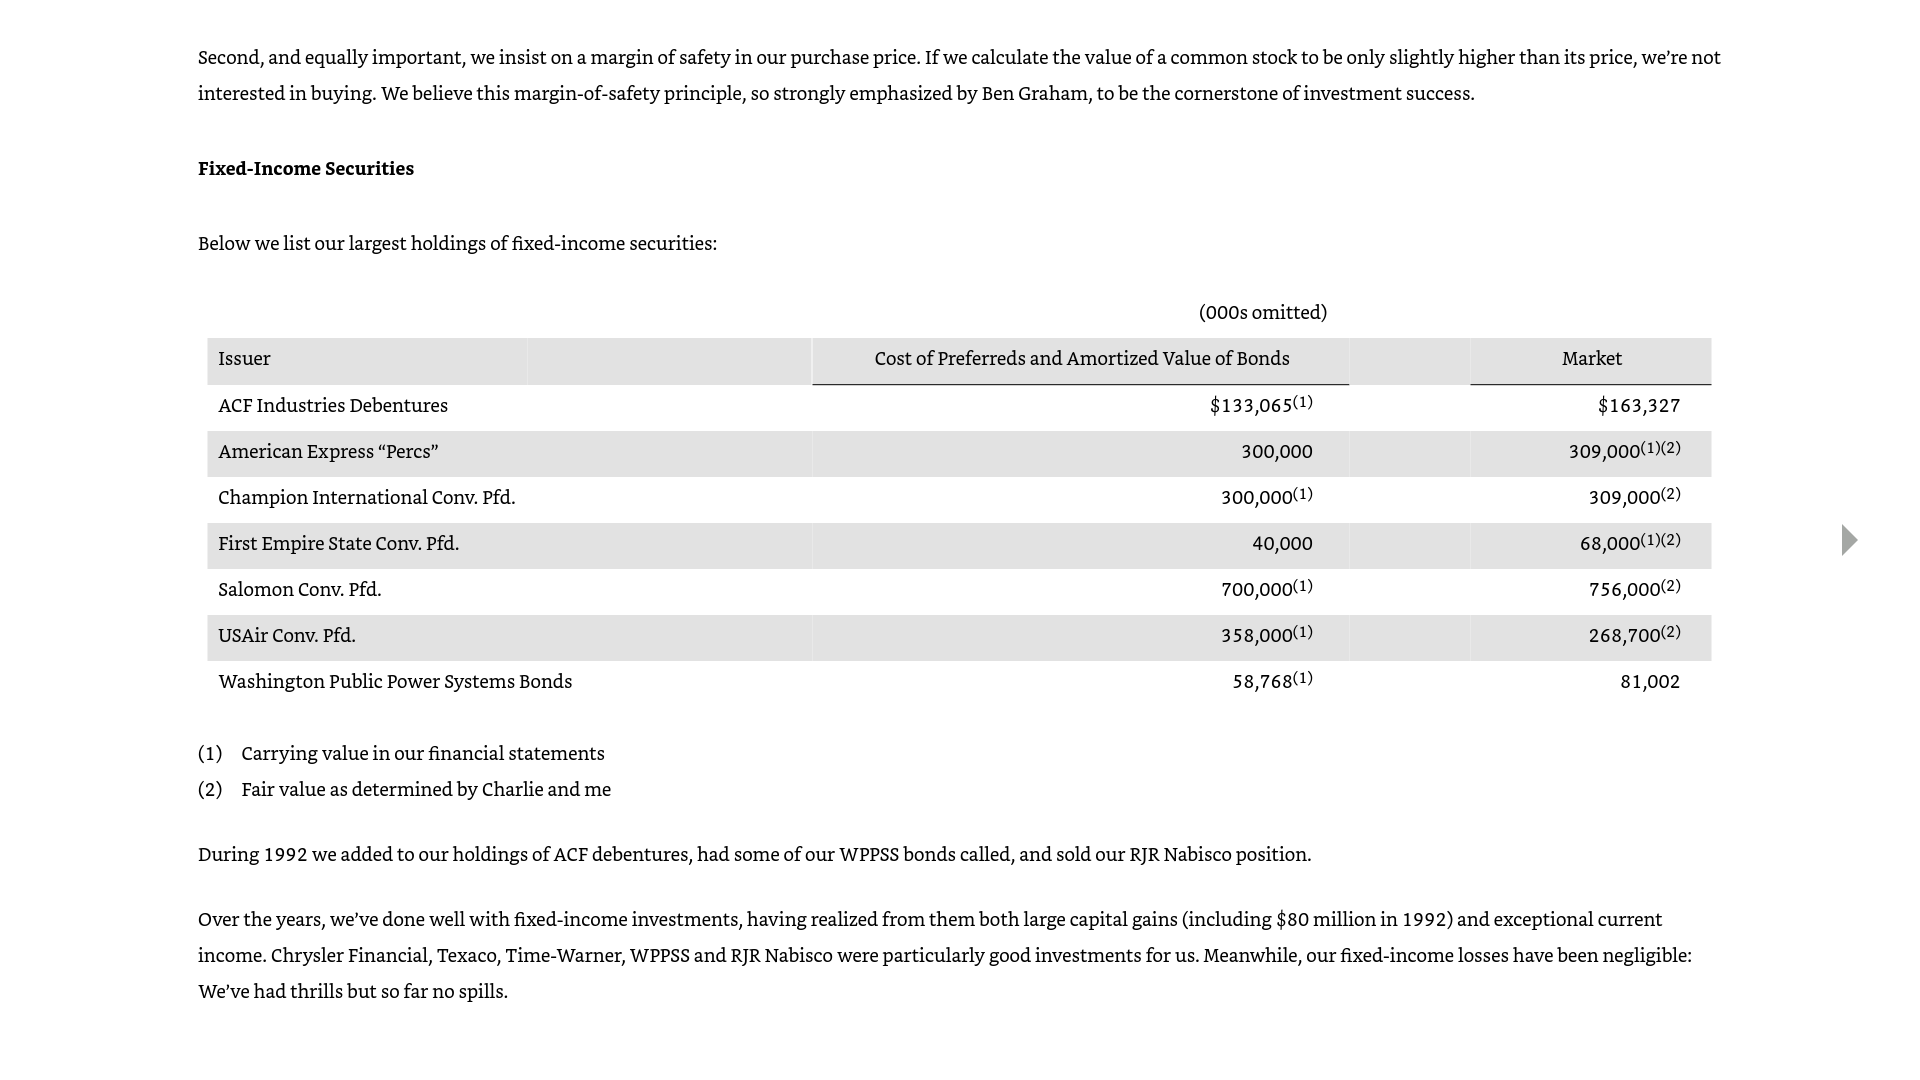 Second, and equally important, we insist on a margin of safety in our purchase price. If we calculate the value of a common stock to be only slightly higher than its price, we’re not
interested in buying. We believe this margin-of-safety principle, so strongly emphasized by Ben Graham, to be the cornerstone of investment success.
Fixed-Income Securities
Below we list our largest holdings of fixed-income securities:
(000s omitted)
Issuer Cost of Preferreds and Amortized Value of Bonds Market
ACF Industries Debentures $133,065(1) $163,327
American Express “Percs” 300,000 309,000(1)(2)
Champion International Conv. Pfd. 300,000(1) 309,000(2)
First Empire State Conv. Pfd. 40,000 68,000(1)(2)
Salomon Conv. Pfd. 700,000(1) 756,000(2)
USAir Conv. Pfd. 358,000(1) 268,700(2)
Washington Public Power Systems Bonds 58,768(1) 81,002
(1) Carrying value in our financial statements
(2) Fair value as determined by Charlie and me
During 1992 we added to our holdings of ACF debentures, had some of our WPPSS bonds called, and sold our RJR Nabisco position.
Over the years, we’ve done well with fixed-income investments, having realized from them both large capital gains (including $80 million in 1992) and exceptional current
income. Chrysler Financial, Texaco, Time-Warner, WPPSS and RJR Nabisco were particularly good investments for us. Meanwhile, our fixed-income losses have been negligible:
We’ve had thrills but so far no spills.